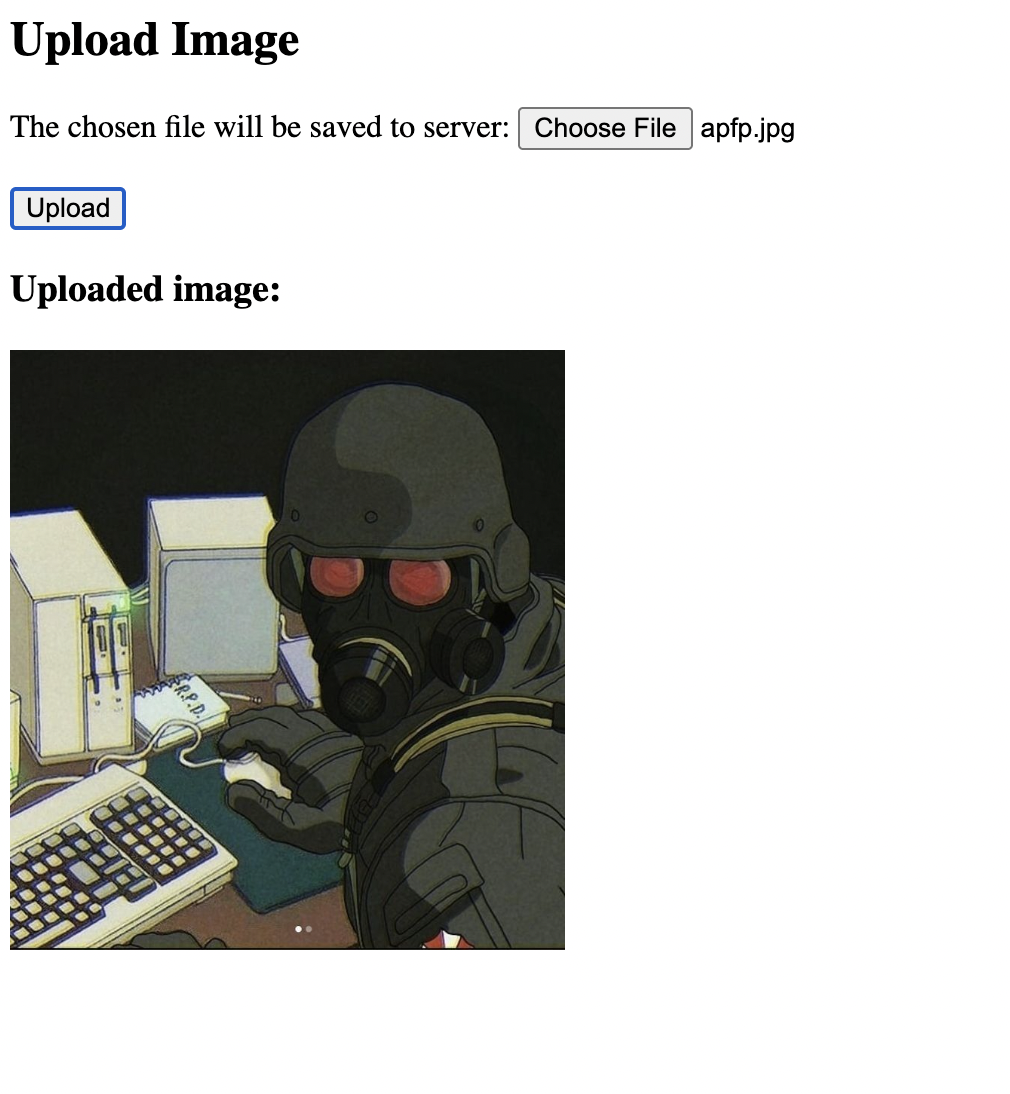 Upload Image
The chosen file will be saved to server: Choose File apfp.jpg
Upload
Uploaded image:
R.P.D.